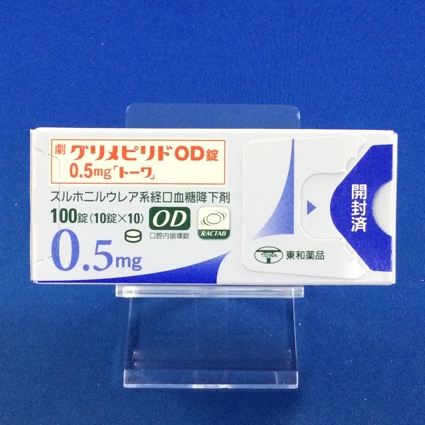 劇 グリメピリドOD錠
0.5mg「トーワ」
スルホニルウレア系経口血糖降下剤
100錠(10錠×10)
OD
口腔内崩壊錠
RACTAB
0.5mg
TOWA
東和薬品
開封済